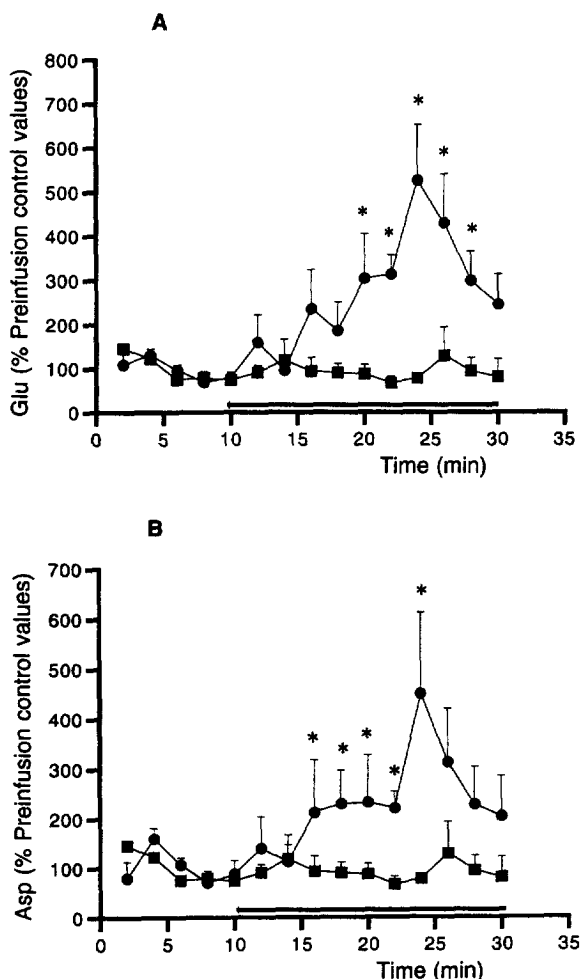 A
800
700
600
500
400
300
200
100
0
Glu (% Preinfusion control values)
* * * * *
0 5 10 15 20 25 30 35
Time (min)
B
700
600
500
400
300
200
100
0
Asp (% Preinfusion control values)
* * * * *
0 5 10 15 20 25 30 35
Time (min)